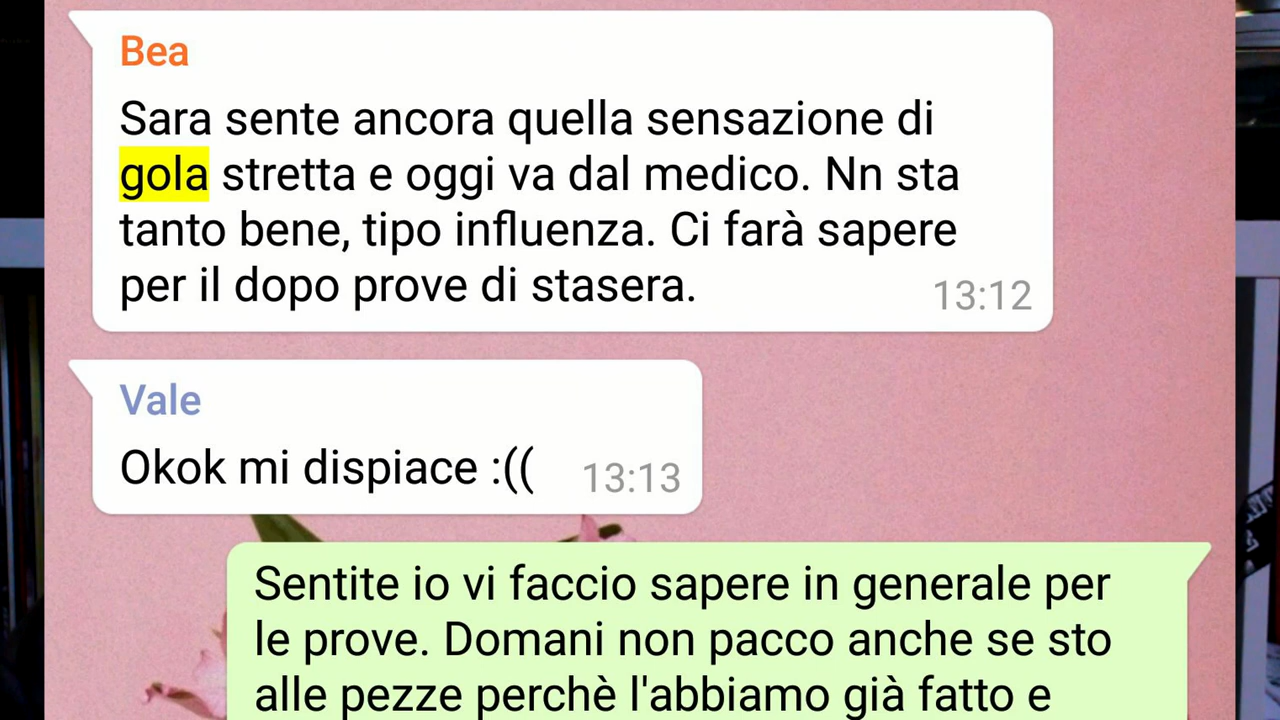 Bea
Sara sente ancora quella sensazione di
gola stretta e oggi va dal medico. Nn sta
tanto bene, tipo influenza. Ci farà sapere
per il dopo prove di stasera.
13:12
Vale
Okok mi dispiace :((
13:13
Sentite io vi faccio sapere in generale per
le prove. Domani non pacco anche se sto
alle pezze perchè l'abbiamo già fatto e